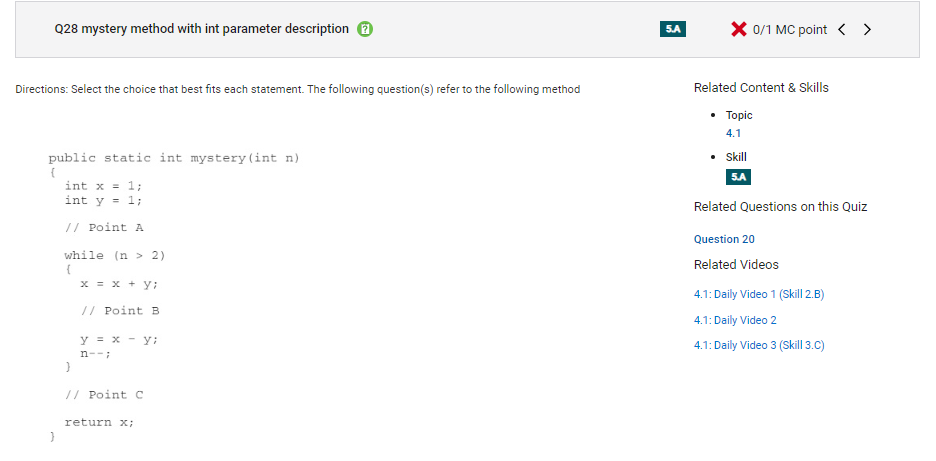 Q28 mystery method with int parameter description ?
5.A
0/1 MC point < >
Directions: Select the choice that best fits each statement. The following question(s) refer to the following method
public static int mystery(int n)
{
int x = 1;
int y = 1;
// Point A
while (n > 2)
{
x = x + y;
// Point B
y = x - y;
n--;
}
// Point C
return x;
}
Related Content & Skills
• Topic
4.1
• Skill
5.A
Related Questions on this Quiz
Question 20
Related Videos
4.1: Daily Video 1 (Skill 2.B)
4.1: Daily Video 2
4.1: Daily Video 3 (Skill 3.C)